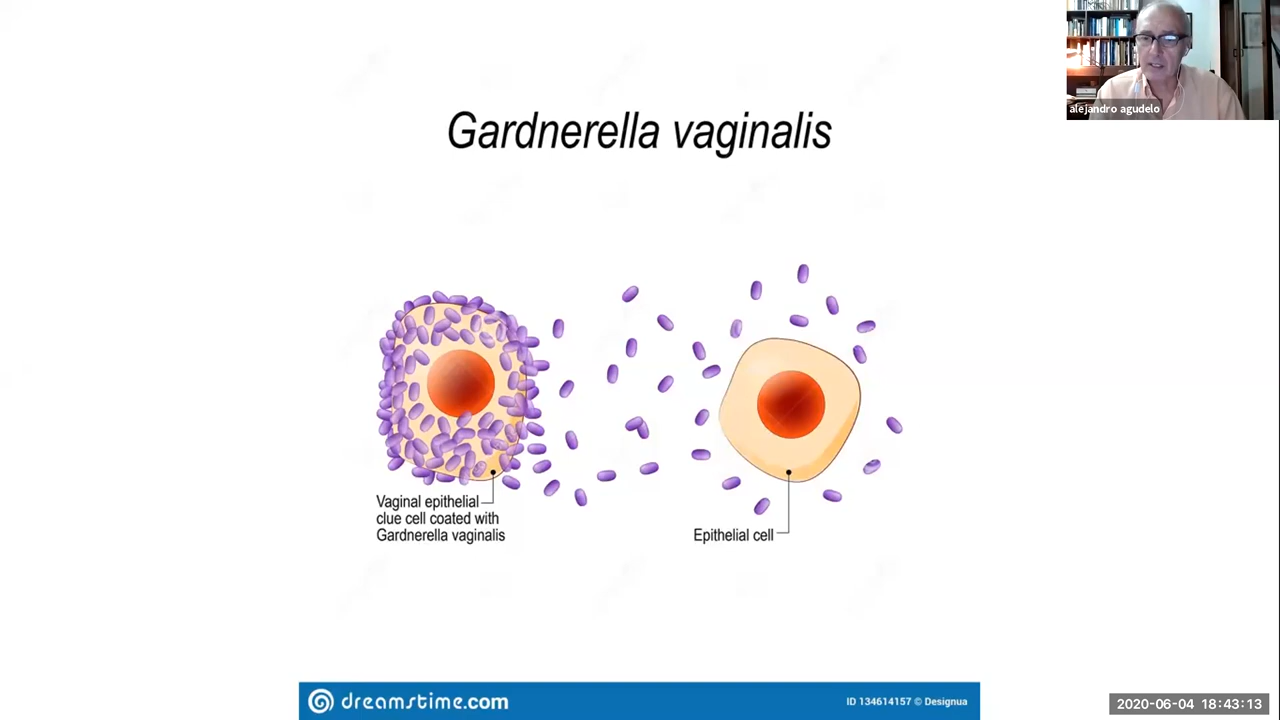 alejandro agudelo
Gardnerella vaginalis
Vaginal epithelial
clue cell coated with
Gardnerella vaginalis
Epithelial cell
dreamstime.com
ID 134614157 © Designua
2020-06-04 18:43:13